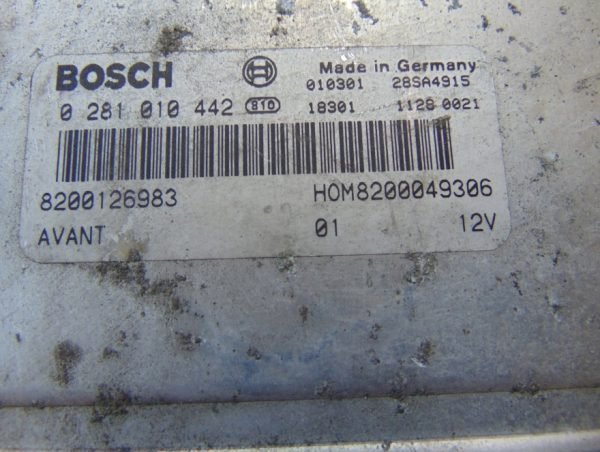 BOSCH Made in Germany
010301 28SA4915
0 281 010 442 810 18301 1128 0021
8200126983 HOM8200049306
AVANT 01 12V